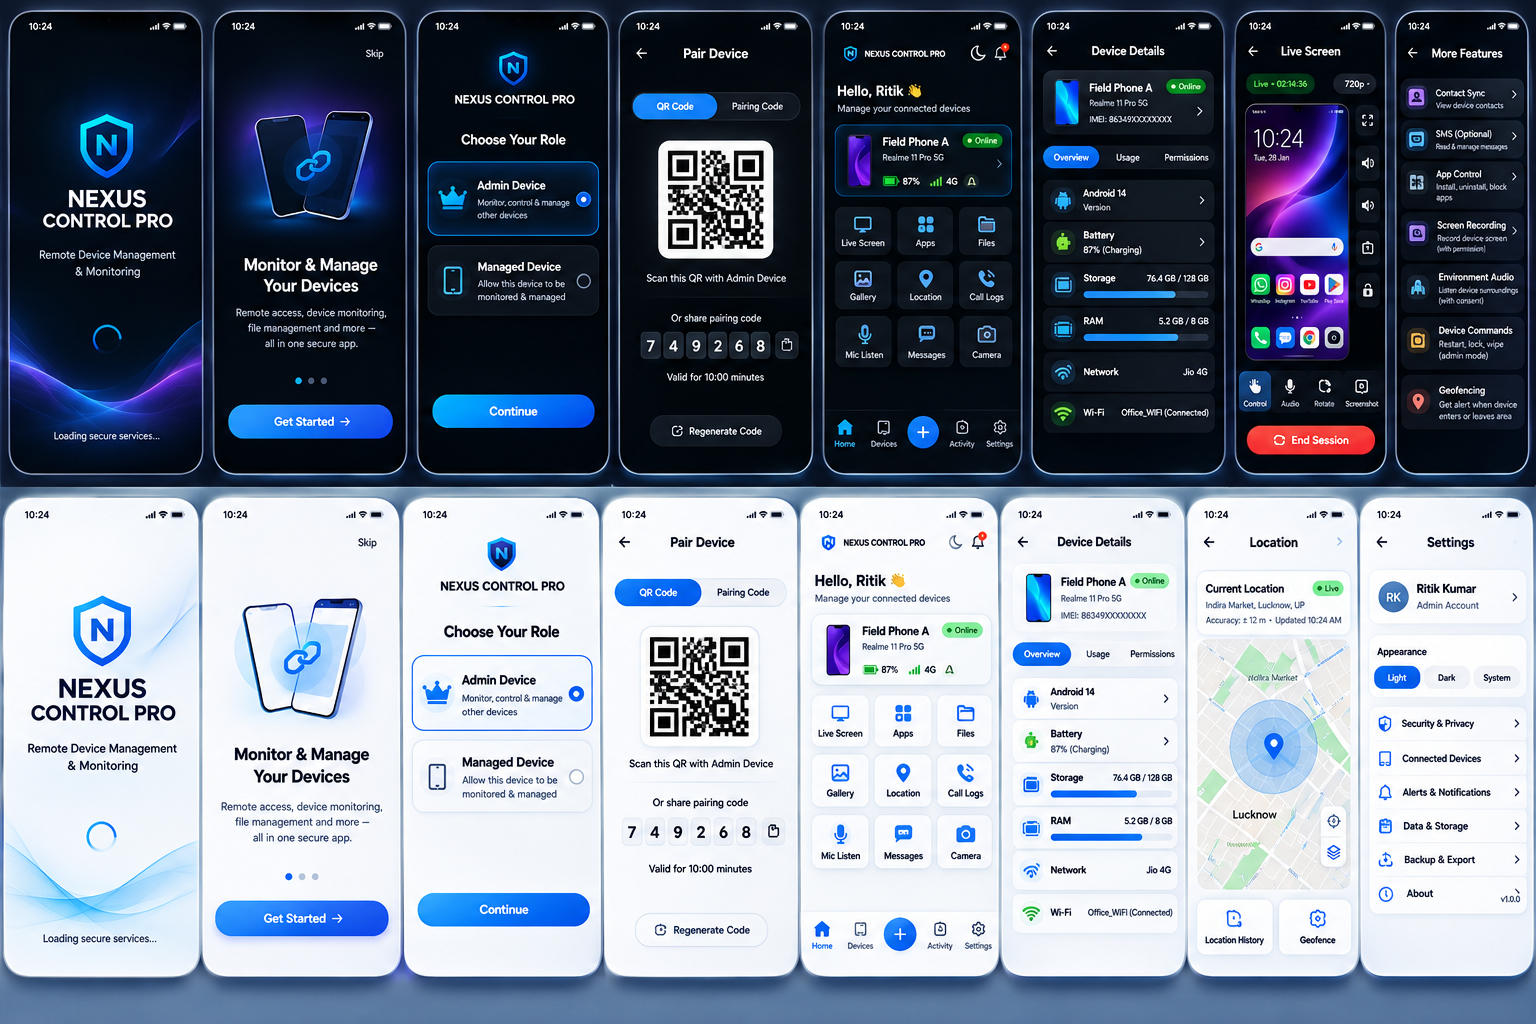 10:24
NEXUS
CONTROL PRO
Remote Device Management
& Monitoring
Loading secure services...
10:24
Skip
Monitor & Manage
Your Devices
Remote access, device monitoring,
file management and more —
all in one secure app.
Get Started →
10:24
N
NEXUS CONTROL PRO
Choose Your Role
Admin Device
Monitor, control & manage
other devices
Managed Device
Allow this device to be
monitored & managed
Continue
10:24
Pair Device
QR Code
Pairing Code
Scan this QR with Admin Device
Or share pairing code
7 4 9 2 6 8
Valid for 10:00 minutes
Regenerate Code
10:24
NEXUS CONTROL PRO
Hello, Ritik 👋
Manage your connected devices
Field Phone A
Online
Realme 11 Pro 5G
87%
4G
Live Screen
Apps
Files
Gallery
Location
Call Logs
Mic Listen
Messages
Camera
Home
Devices
Activity
Settings
10:24
Device Details
Field Phone A
Online
Realme 11 Pro 5G
IMEI: 86349XXXXXXXX
Overview
Usage
Permissions
Android 14
Version
Battery
87% (Charging)
Storage
76.4 GB / 128 GB
RAM
5.2 GB / 8 GB
Network
Jio 4G
Wi-Fi
Office_WIFI (Connected)
10:24
Live Screen
Live • 02:14:36
720p
10:24
Tue, 28 Jan
WhatsApp
Instagram
YouTube
Play Store
Control
Audio
Rotate
Screenshot
End Session
10:24
More Features
Contact Sync
View device contacts
SMS (Optional)
Read & manage messages
App Control
Install, uninstall, block
apps
Screen Recording
Record device screen
(with permission)
Environment Audio
Listen device surroundings
(with consent)
Device Commands
Restart, lock, wipe
(admin mode)
Geofencing
Get alert when device
enters or leaves area
10:24
N
NEXUS
CONTROL PRO
Remote Device Management
& Monitoring
Loading secure services...
10:24
Skip
Monitor & Manage
Your Devices
Remote access, device monitoring,
file management and more —
all in one secure app.
Get Started →
10:24
N
NEXUS CONTROL PRO
Choose Your Role
Admin Device
Monitor, control & manage
other devices
Managed Device
Allow this device to be
monitored & managed
Continue
10:24
Pair Device
QR Code
Pairing Code
Scan this QR with Admin Device
Or share pairing code
7 4 9 2 6 8
Valid for 10:00 minutes
Regenerate Code
10:24
NEXUS CONTROL PRO
Hello, Ritik 👋
Manage your connected devices
Field Phone A
Online
Realme 11 Pro 5G
87%
4G
Live Screen
Apps
Files
Gallery
Location
Call Logs
Mic Listen
Messages
Camera
Home
Devices
Activity
Settings
10:24
Device Details
Field Phone A
Online
Realme 11 Pro 5G
IMEI: 86349XXXXXXXX
Overview
Usage
Permissions
Android 14
Version
Battery
87% (Charging)
Storage
76.4 GB / 128 GB
RAM
5.2 GB / 8 GB
Network
Jio 4G
Wi-Fi
Office_WIFI (Connected)
10:24
Location
Current Location
Live
Indira Market, Lucknow, UP
Accuracy: ± 12 m • Updated 10:24 AM
Market
Lucknow
Location History
Geofence
10:24
Settings
RK
Ritik Kumar
Admin Account
Appearance
Light
Dark
System
Security & Privacy
Connected Devices
Alerts & Notifications
Data & Storage
Backup & Export
About
v1.0.0